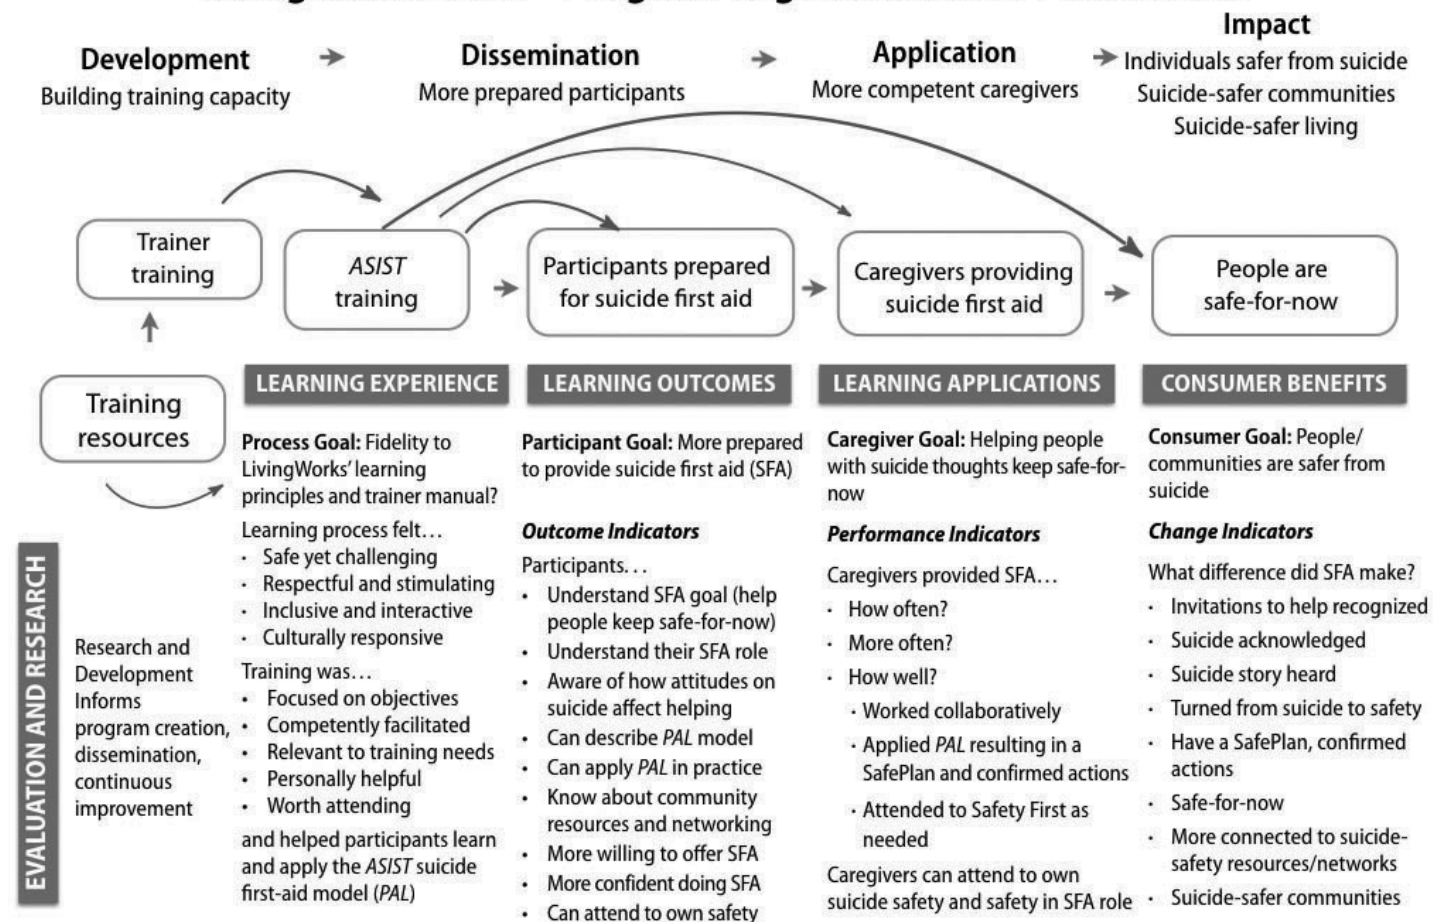 Development
Building training capacity
Dissemination
More prepared participants
Application
More competent caregivers
Impact
Individuals safer from suicide
Suicide-safer communities
Suicide-safer living
Trainer
training
ASIST
training
Participants prepared
for suicide first aid
Caregivers providing
suicide first aid
People are
safe-for-now
Training
resources
EVALUATION AND RESEARCH
Research and
Development
Informs
program creation,
dissemination,
continuous
improvement
LEARNING EXPERIENCE
Process Goal: Fidelity to
LivingWorks' learning
principles and trainer manual?
Learning process felt…
· Safe yet challenging
· Respectful and stimulating
· Inclusive and interactive
· Culturally responsive
Training was…
• Focused on objectives
• Competently facilitated
• Relevant to training needs
• Personally helpful
• Worth attending
and helped participants learn
and apply the ASIST suicide
first-aid model (PAL)
LEARNING OUTCOMES
Participant Goal: More prepared
to provide suicide first aid (SFA)
Outcome Indicators
Participants. . .
• Understand SFA goal (help
people keep safe-for-now)
• Understand their SFA role
• Aware of how attitudes on
suicide affect helping
• Can describe PAL model
• Can apply PAL in practice
• Know about community
resources and networking
• More willing to offer SFA
• More confident doing SFA
• Can attend to own safety
LEARNING APPLICATIONS
Caregiver Goal: Helping people
with suicide thoughts keep safe-for-
now
Performance Indicators
Caregivers provided SFA…
· How often?
· More often?
· How well?
· Worked collaboratively
· Applied PAL resulting in a
SafePlan and confirmed actions
· Attended to Safety First as
needed
Caregivers can attend to own
suicide safety and safety in SFA role
CONSUMER BENEFITS
Consumer Goal: People/
communities are safer from
suicide
Change Indicators
What difference did SFA make?
· Invitations to help recognized
· Suicide acknowledged
· Suicide story heard
· Turned from suicide to safety
· Have a SafePlan, confirmed
actions
· Safe-for-now
· More connected to suicide-
safety resources/networks
· Suicide-safer communities